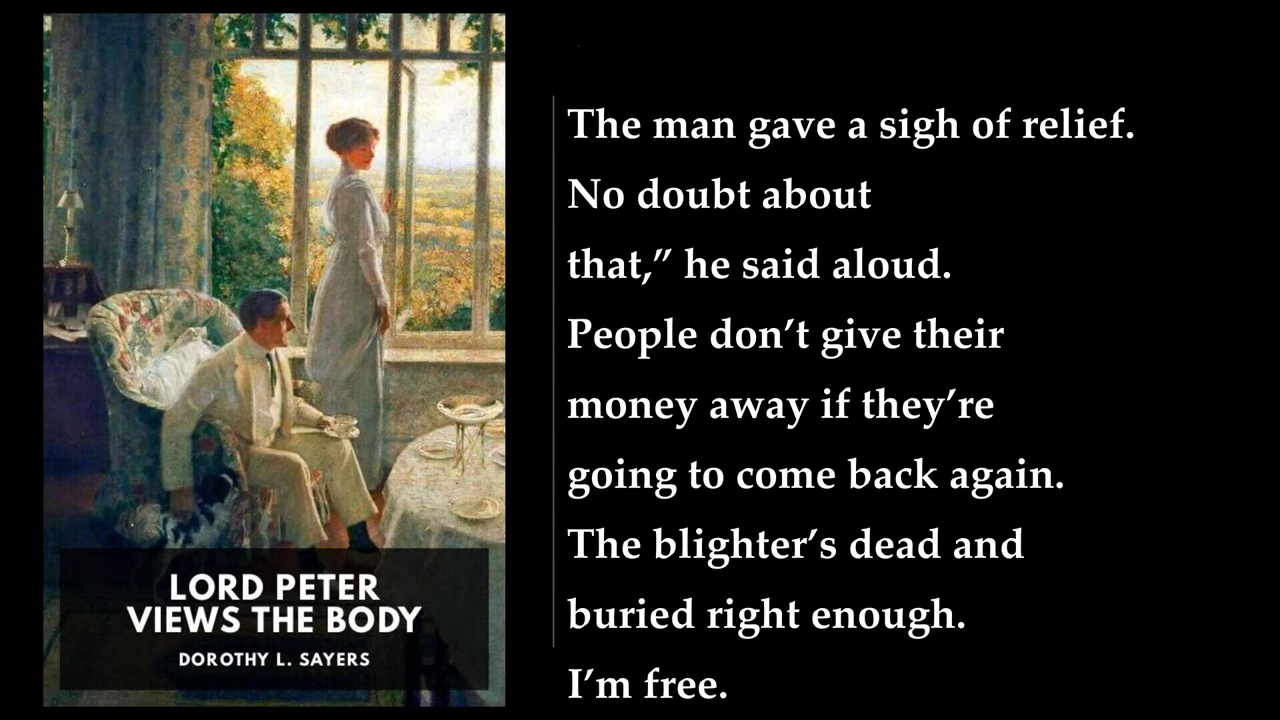 LORD PETER
VIEWS THE BODY
DOROTHY L. SAYERS
The man gave a sigh of relief.
No doubt about
that,” he said aloud.
People don’t give their
money away if they’re
going to come back again.
The blighter’s dead and
buried right enough.
I’m free.